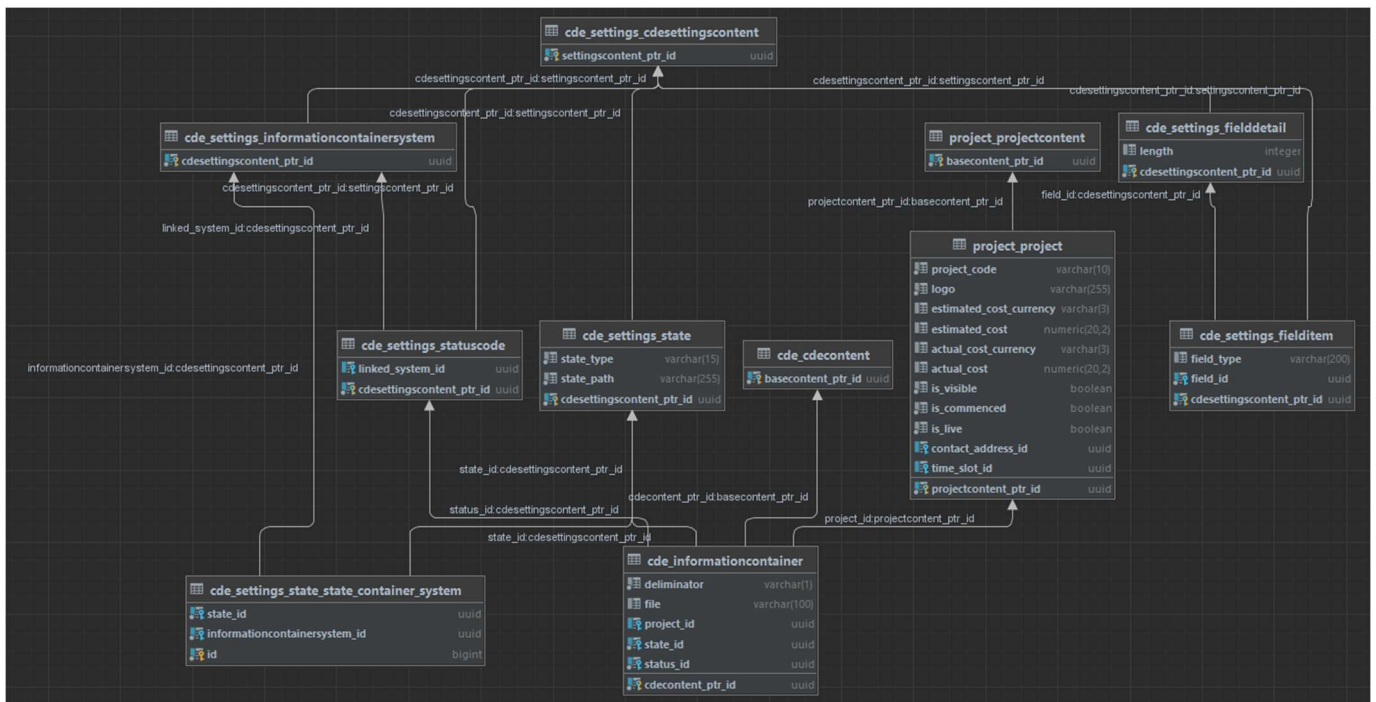 cde_settings_cdesettingscontent
settingscontent_ptr_id uuid
cdesettingscontent_ptr_id:settingscontent_ptr_id
cdesettingscontent_ptr_id:settingscontent_ptr_id
cdesettingscontent_ptr_id:settingscontent_ptr_id
cdesettingscontent_ptr_id:settingscontent_ptr_id
cde_settings_informationcontainersystem
cdesettingscontent_ptr_id uuid
project_projectcontent
basecontent_ptr_id uuid
cde_settings_fielddetail
length integer
cdesettingscontent_ptr_id uuid
cdesettingscontent_ptr_id:settingscontent_ptr_id
linked_system_id:cdesettingscontent_ptr_id
projectcontent_ptr_id:basecontent_ptr_id
field_id:cdesettingscontent_ptr_id
project_project
project_code varchar(10)
logo varchar(255)
estimated_cost_currency varchar(3)
estimated_cost numeric(20,2)
actual_cost_currency varchar(3)
actual_cost numeric(20,2)
is_visible boolean
is_commenced boolean
is_live boolean
contact_address_id uuid
time_slot_id uuid
projectcontent_ptr_id uuid
cde_settings_statuscode
linked_system_id uuid
cdesettingscontent_ptr_id uuid
cde_settings_state
state_type varchar(15)
state_path varchar(255)
cdesettingscontent_ptr_id uuid
cde_cdecontent
basecontent_ptr_id uuid
cde_settings_fielditem
field_type varchar(200)
field_id uuid
cdesettingscontent_ptr_id uuid
informationcontainersystem_id:cdesettingscontent_ptr_id
state_id:cdesettingscontent_ptr_id
cdecontent_ptr_id:basecontent_ptr_id
status_id:cdesettingscontent_ptr_id
project_id:projectcontent_ptr_id
state_id:cdesettingscontent_ptr_id
cde_settings_state_state_container_system
state_id uuid
informationcontainersystem_id uuid
id bigint
cde_informationcontainer
deliminator varchar(1)
file varchar(100)
project_id uuid
state_id uuid
status_id uuid
cdecontent_ptr_id uuid